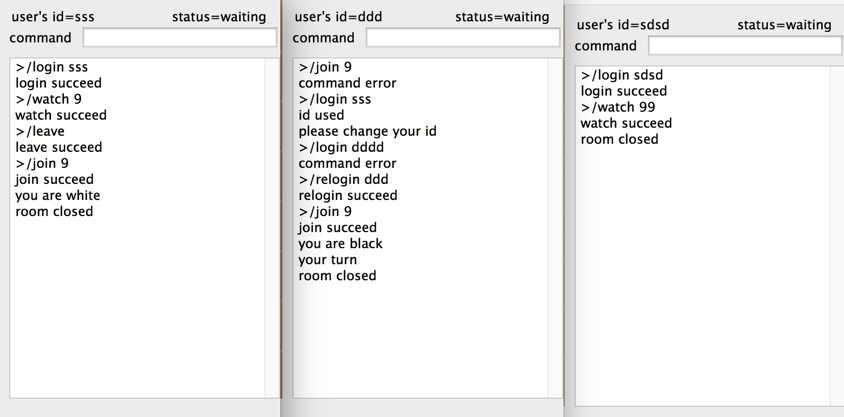 user's id=sss status=waiting
command
>/login sss
login succeed
>/watch 9
watch succeed
>/leave
leave succeed
>/join 9
join succeed
you are white
room closed
user's id=ddd status=waiting
command
>/join 9
command error
>/login sss
id used
please change your id
>/login dddd
command error
>/relogin ddd
relogin succeed
>/join 9
join succeed
you are black
your turn
room closed
user's id=sdsd status=waiting
command
>/login sdsd
login succeed
>/watch 99
watch succeed
room closed